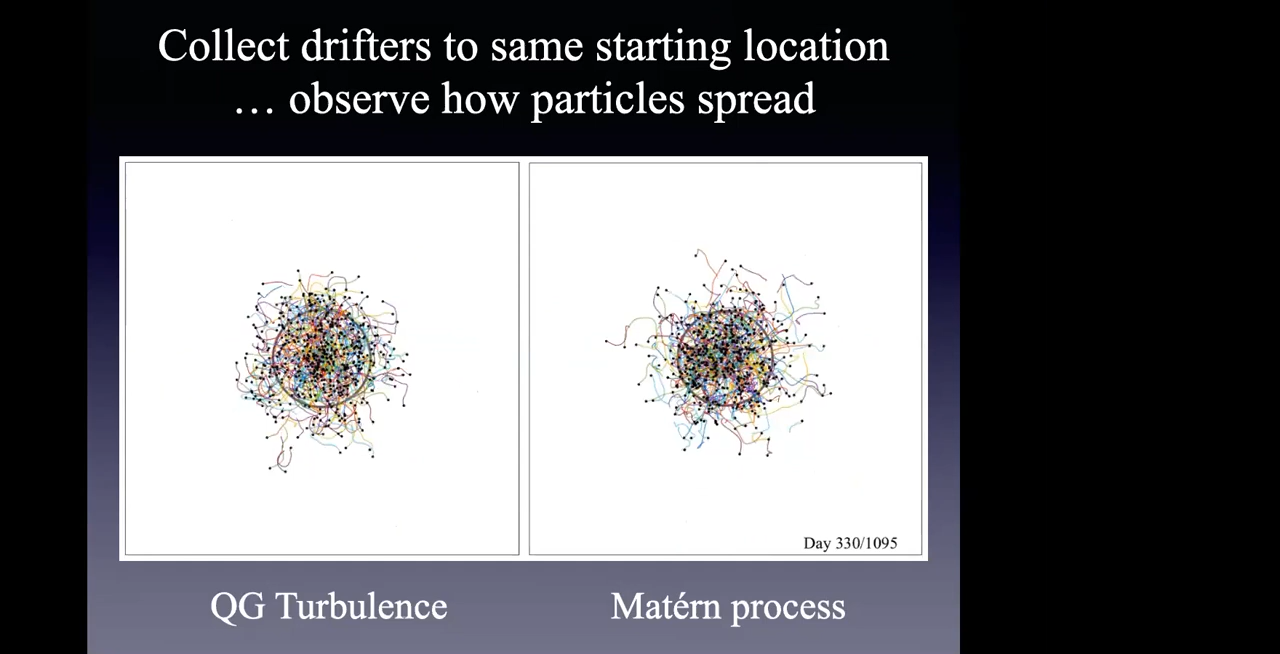 Collect drifters to same starting location
… observe how particles spread
Day 330/1095
QG Turbulence
Matérn process